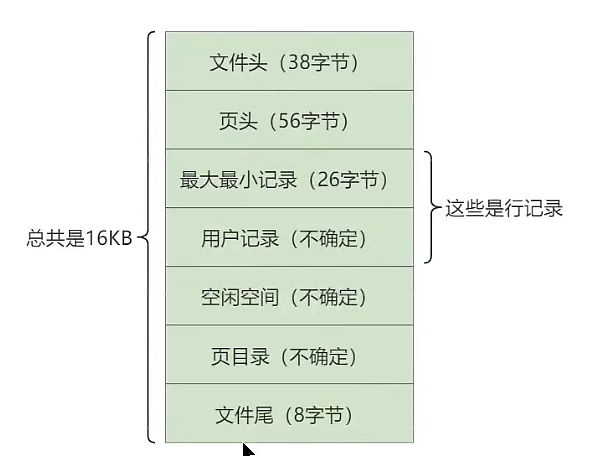 文件头（38字节）
页头（56字节）
最大最小记录（26字节）
这些是行记录
总共是16KB
用户记录（不确定）
空闲空间（不确定）
页目录（不确定）
文件尾（8字节）